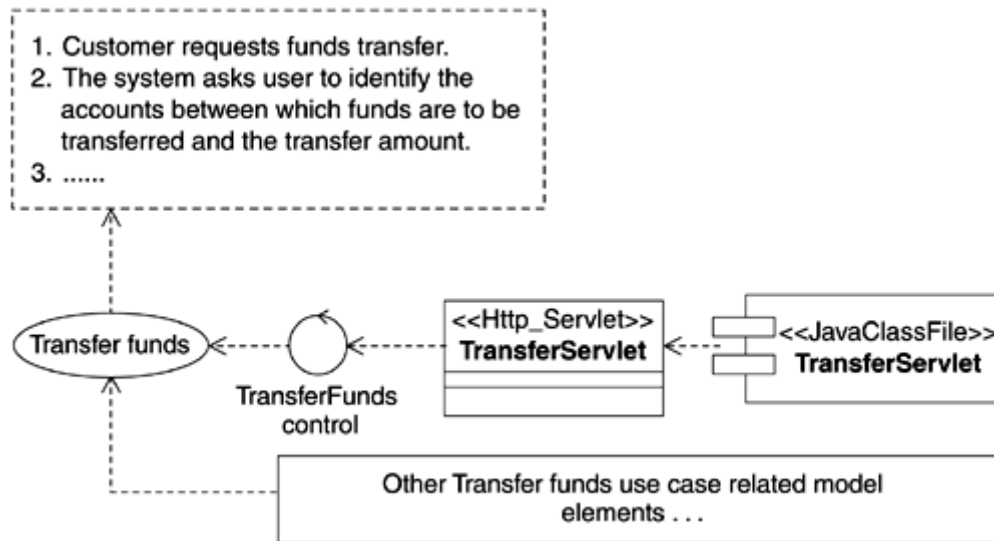 1. Customer requests funds transfer.
2. The system asks user to identify the
accounts between which funds are to be
transferred and the transfer amount.
3. ......
Transfer funds
TransferFunds
control
<<Http_Servlet>>
TransferServlet
<<JavaClassFile>>
TransferServlet
Other Transfer funds use case related model
elements . . .